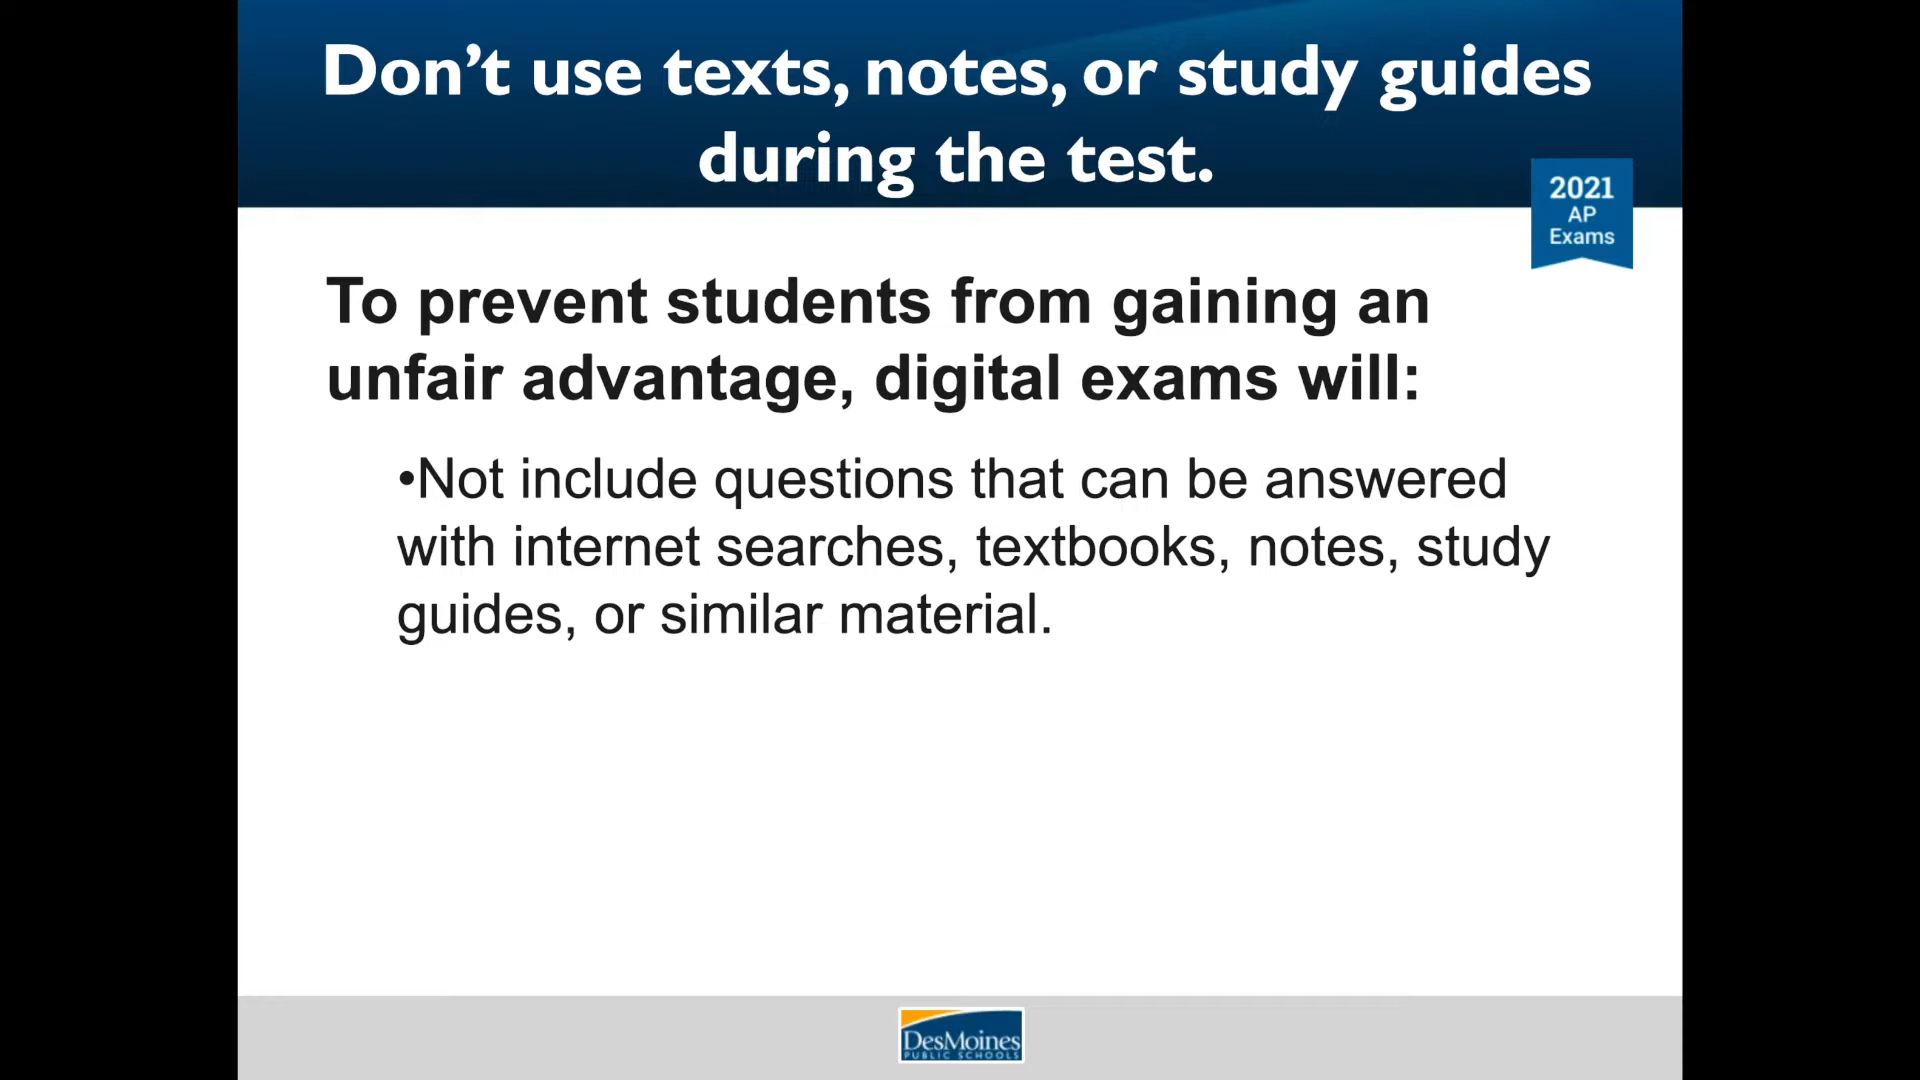 Don’t use texts, notes, or study guides
during the test.
2021
AP
Exams
To prevent students from gaining an
unfair advantage, digital exams will:
•Not include questions that can be answered
with internet searches, textbooks, notes, study
guides, or similar material.
DesMoines
PUBLIC SCHOOLS